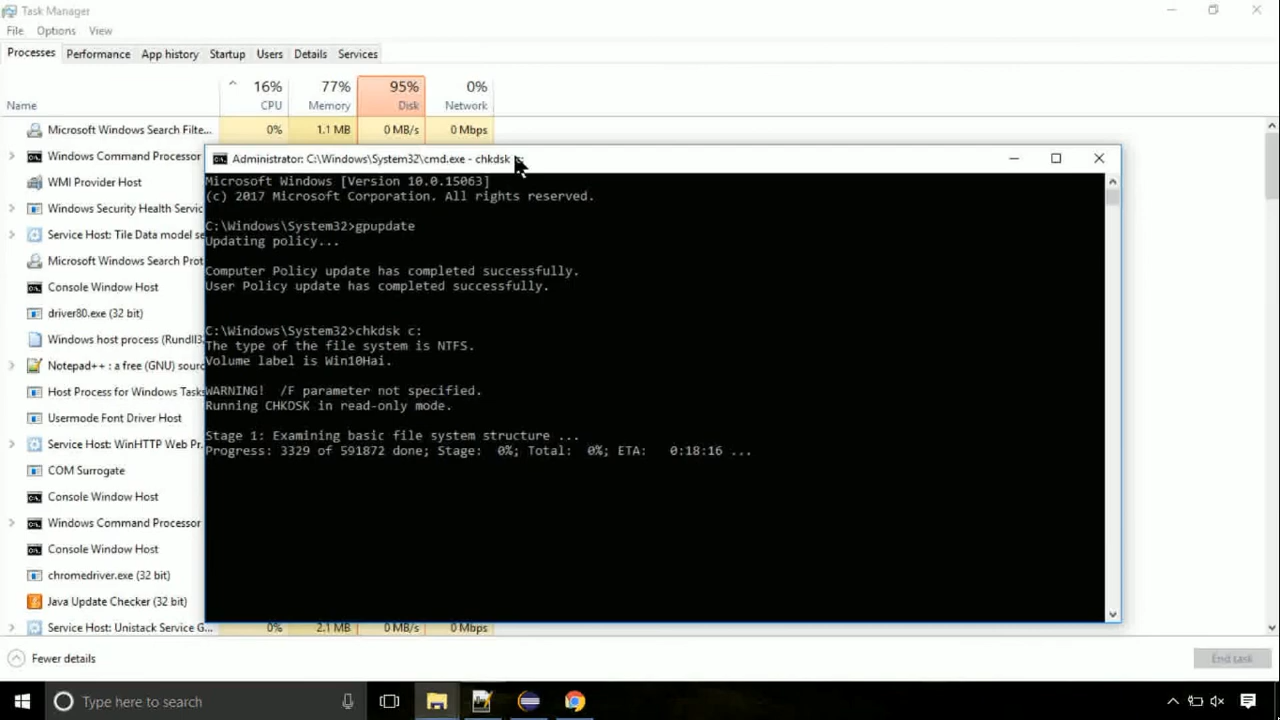 Task Manager
File Options View
Processes Performance App history Startup Users Details Services
16% 77% 95% 0%
Name CPU Memory Disk Network
Microsoft Windows Search Filte... 0% 1.1 MB 0 MB/s 0 Mbps
Windows Command Processor
WMI Provider Host
Windows Security Health Servic
Service Host: Tile Data model se
Microsoft Windows Search Prot
Console Window Host
driver80.exe (32 bit)
Windows host process (Rundll3
Notepad++ : a free (GNU) sourc
Host Process for Windows Task
Usermode Font Driver Host
Service Host: WinHTTP Web Pr
COM Surrogate
Console Window Host
Windows Command Processor
Console Window Host
chromedriver.exe (32 bit)
Java Update Checker (32 bit)
Service Host: Unistack Service G... 0% 2.1 MB 0 MB/s 0 Mbps
Administrator: C:\Windows\System32\cmd.exe - chkdsk
Microsoft Windows [Version 10.0.15063]
(c) 2017 Microsoft Corporation. All rights reserved.
C:\Windows\System32>gpupdate
Updating policy...
Computer Policy update has completed successfully.
User Policy update has completed successfully.
C:\Windows\System32>chkdsk c:
The type of the file system is NTFS.
Volume label is Win10Hai.
WARNING! /F parameter not specified.
Running CHKDSK in read-only mode.
Stage 1: Examining basic file system structure ...
Progress: 3329 of 591872 done; Stage: 0%; Total: 0%; ETA: 0:18:16 ...
Fewer details
End task
Type here to search